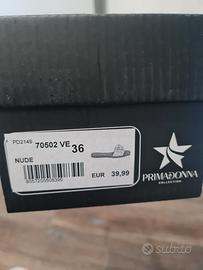 PD2149 70502 VE 36
NUDE
EUR 39,99
PRIMADONNA
COLLECTION
subito